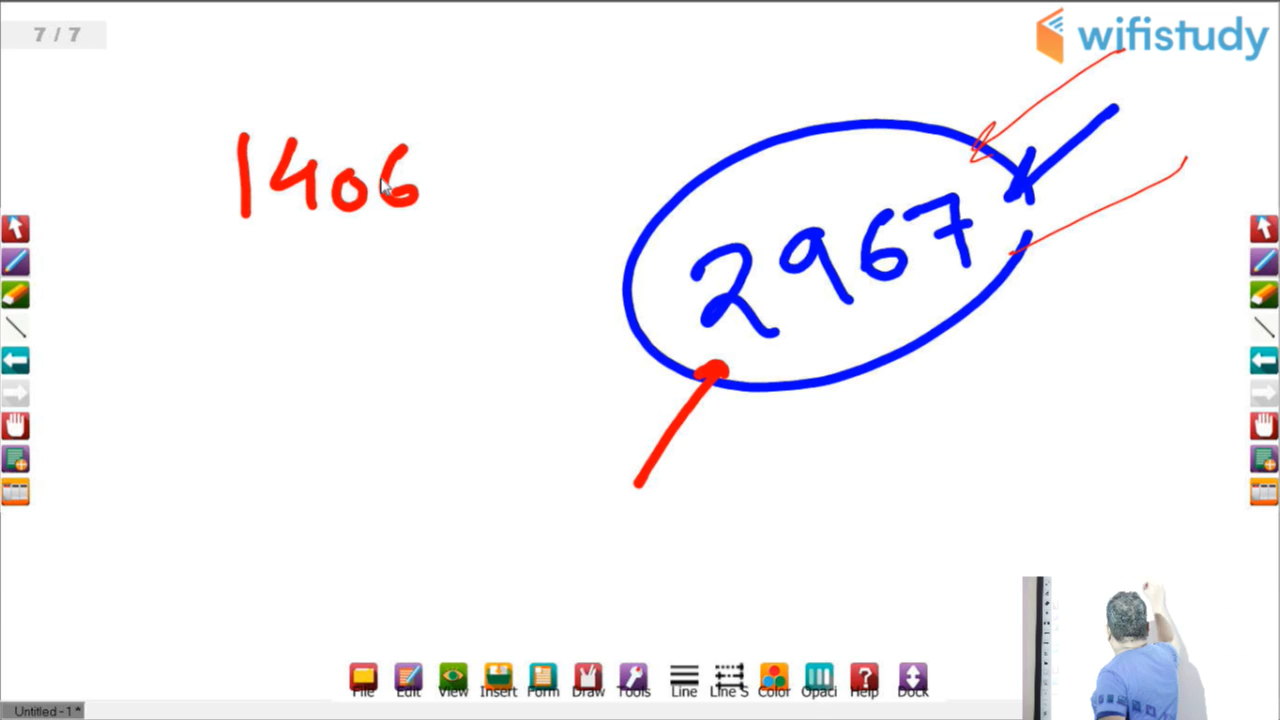 7 / 7
wifistudy
1406
2967
File Edit View Insert Form Draw Tools Line Line S Color Opaci Help Dock
Untitled - 1 *